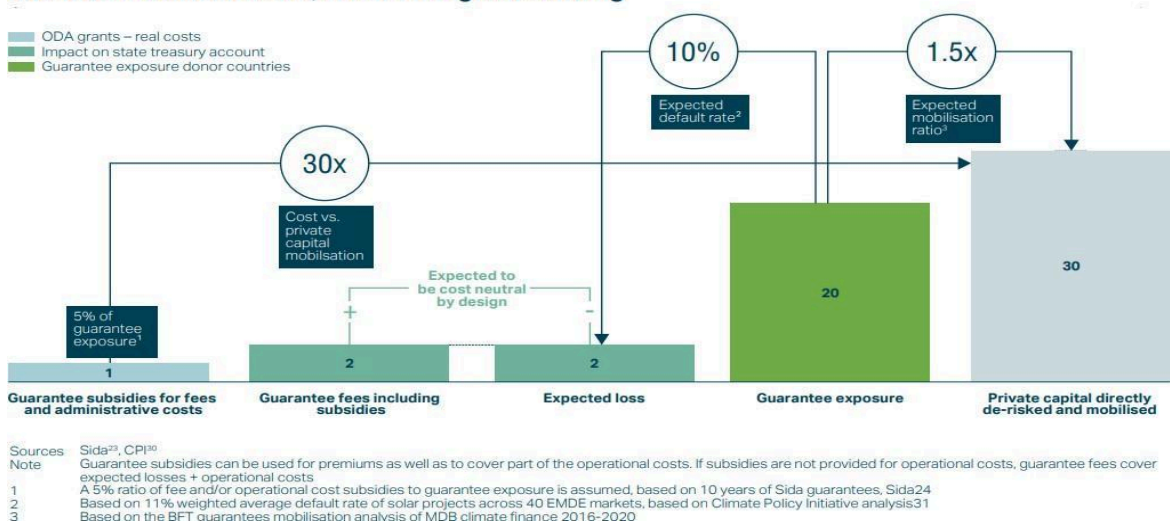 ODA grants – real costs
Impact on state treasury account
Guarantee exposure donor countries
10%
Expected
default rate²
1.5x
Expected
mobilisation
ratio³
30x
Cost vs.
private
capital
mobilsation
Expected to
be cost neutral
by design
+
-
5% of
guarantee
exposure¹
1
2
2
20
30
Guarantee subsidies for fees
and administrative costs
Guarantee fees including
subsidies
Expected loss
Guarantee exposure
Private capital directly
de-risked and mobilised
Sources Sida²³, CPI³⁰
Note Guarantee subsidies can be used for premiums as well as to cover part of the operational costs. If subsidies are not provided for operational costs, guarantee fees cover
expected losses + operational costs
1 A 5% ratio of fee and/or operational cost subsidies to guarantee exposure is assumed, based on 10 years of Sida guarantees, Sida24
2 Based on 11% weighted average default rate of solar projects across 40 EMDE markets, based on Climate Policy Initiative analysis31
3 Based on the BFT guarantees mobilisation analysis of MDB climate finance 2016-2020